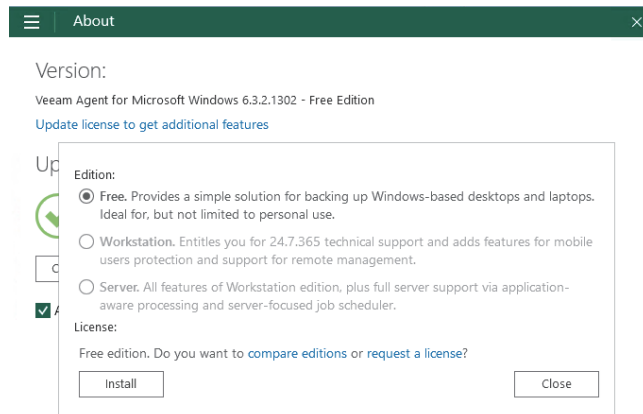 About
Version:
Veeam Agent for Microsoft Windows 6.3.2.1302 - Free Edition
Update license to get additional features
Up
Edition:
Free. Provides a simple solution for backing up Windows-based desktops and laptops.
Ideal for, but not limited to personal use.
Workstation. Entitles you for 24.7.365 technical support and adds features for mobile
users protection and support for remote management.
Server. All features of Workstation edition, plus full server support via application-
aware processing and server-focused job scheduler.
License:
Free edition. Do you want to compare editions or request a license?
Install
Close